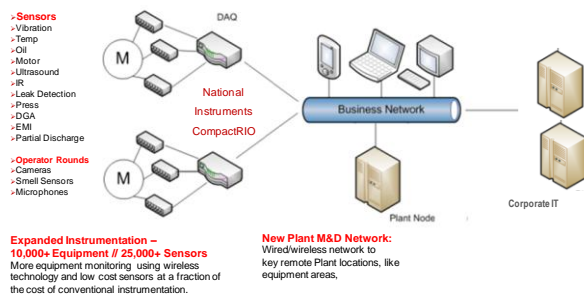 ➢Sensors
➢Vibration
➢Temp
➢Oil
➢Motor
➢Ultrasound
➢IR
➢Leak Detection
➢Press
➢DGA
➢EMI
➢Partial Discharge
➢Operator Rounds
➢Cameras
➢Smell Sensors
➢Microphones
DAQ
M
National
Instruments
CompactRIO
M
Business Network
Plant Node
Corporate IT
Expanded Instrumentation –
10,000+ Equipment // 25,000+ Sensors
More equipment monitoring using wireless
technology and low cost sensors at a fraction of
the cost of conventional instrumentation.
New Plant M&D Network:
Wired/wireless network to
key remote Plant locations, like
equipment areas,